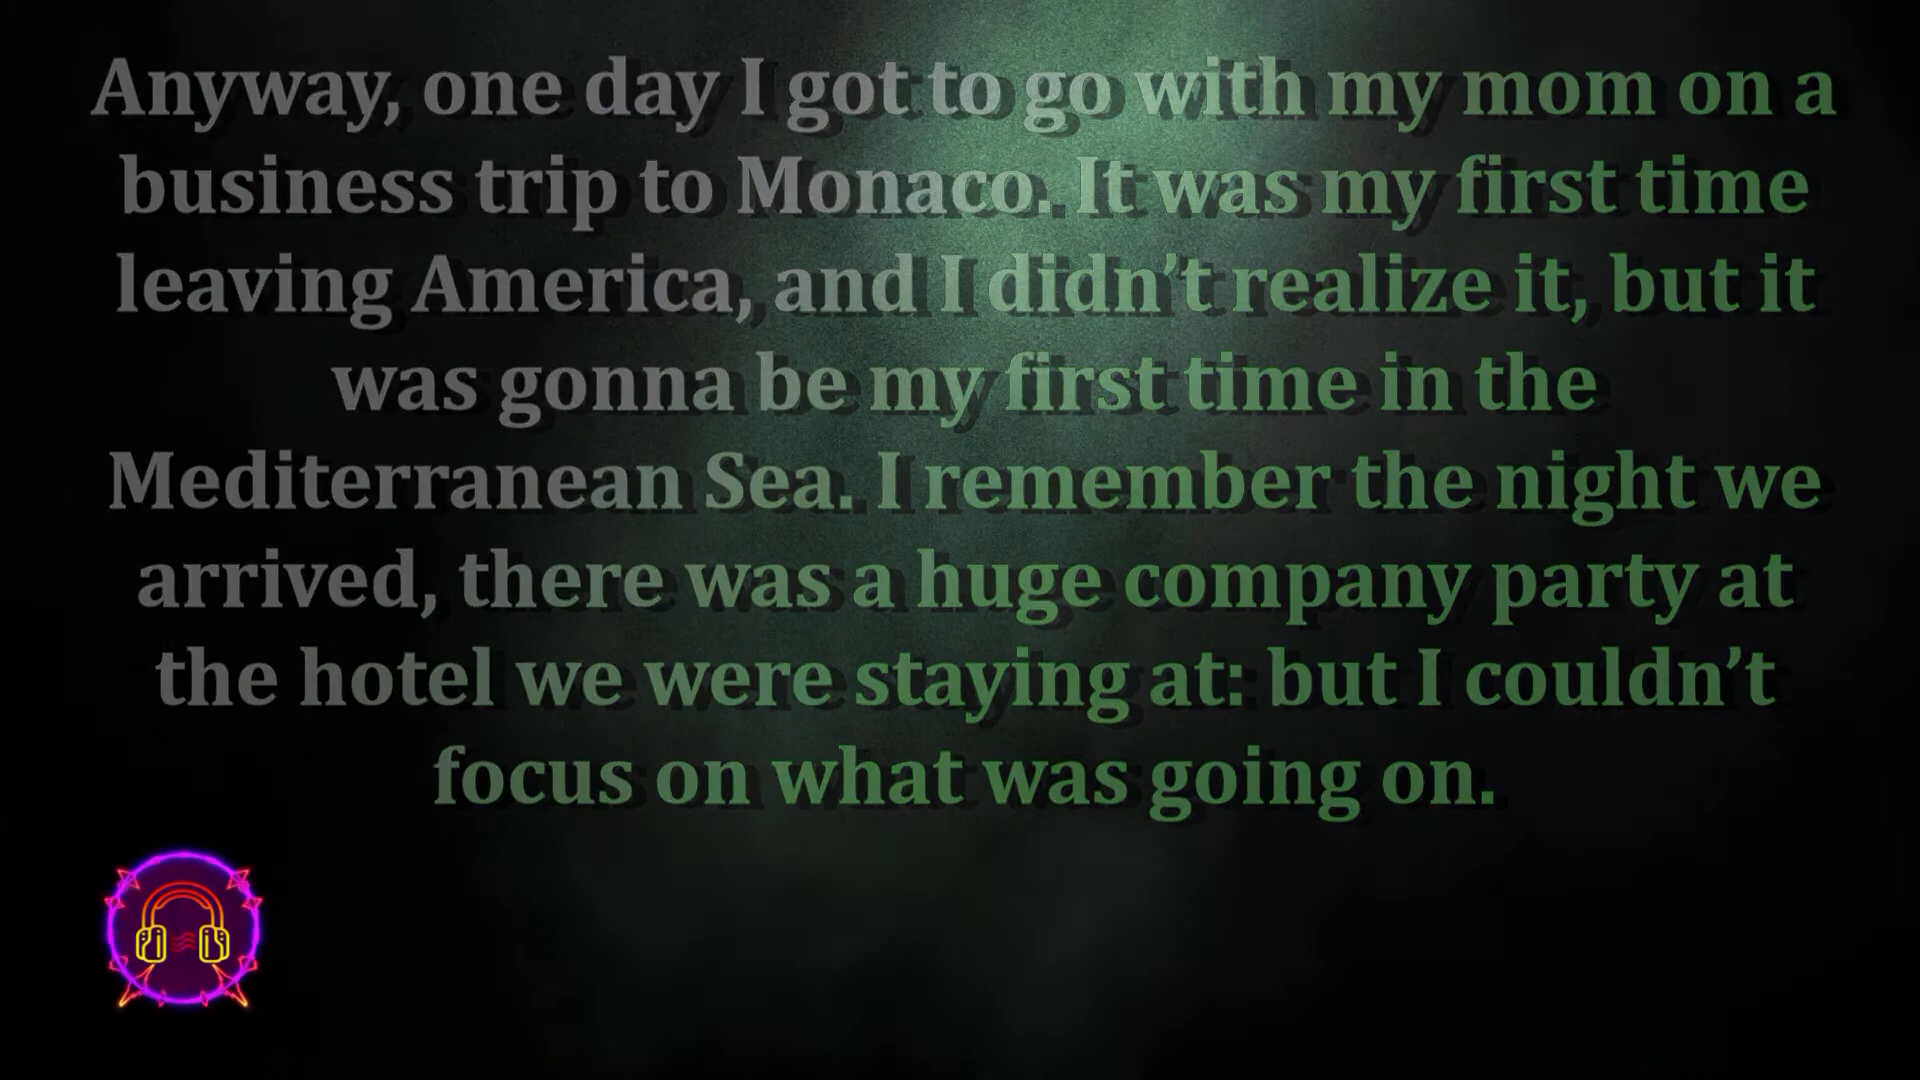 Anyway, one day I got to go with my mom on a
business trip to Monaco. It was my first time
leaving America, and I didn’t realize it, but it
was gonna be my first time in the
Mediterranean Sea. I remember the night we
arrived, there was a huge company party at
the hotel we were staying at: but I couldn’t
focus on what was going on.